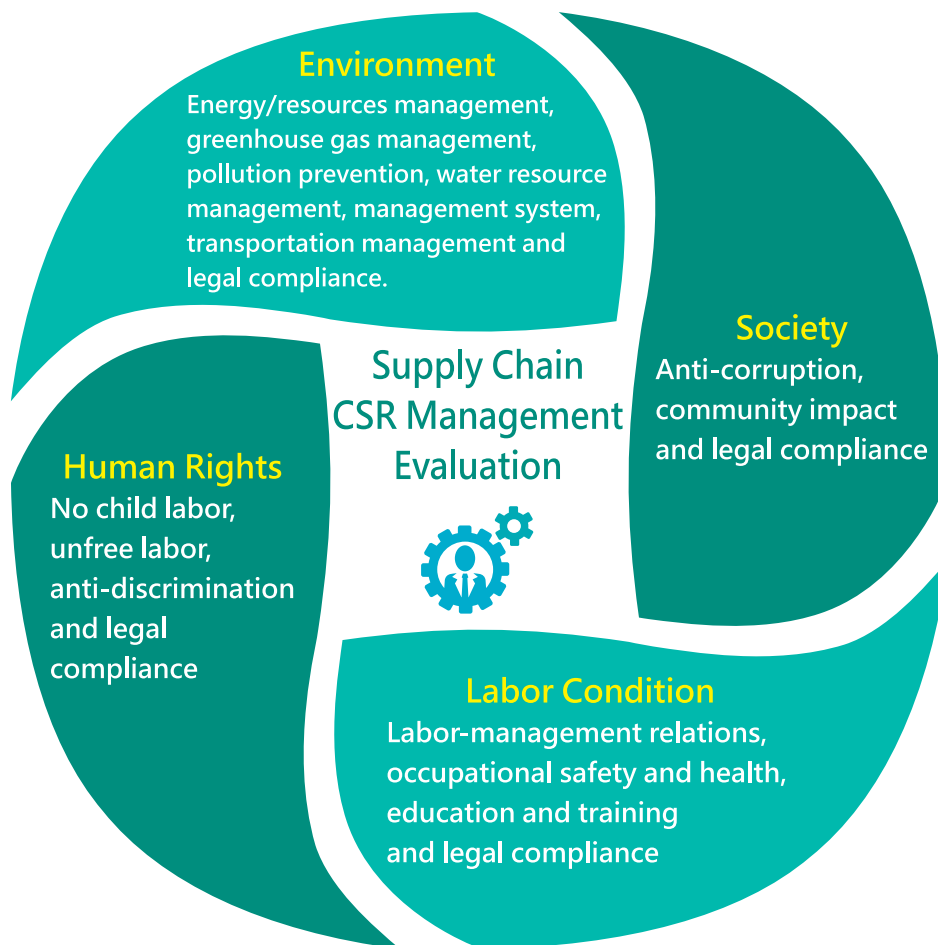 Environment
Energy/resources management,
greenhouse gas management,
pollution prevention, water resource
management, management system,
transportation management and
legal compliance.
Society
Anti-corruption,
community impact
and legal compliance
Supply Chain
CSR Management
Evaluation
Human Rights
No child labor,
unfree labor,
anti-discrimination
and legal
compliance
Labor Condition
Labor-management relations,
occupational safety and health,
education and training
and legal compliance